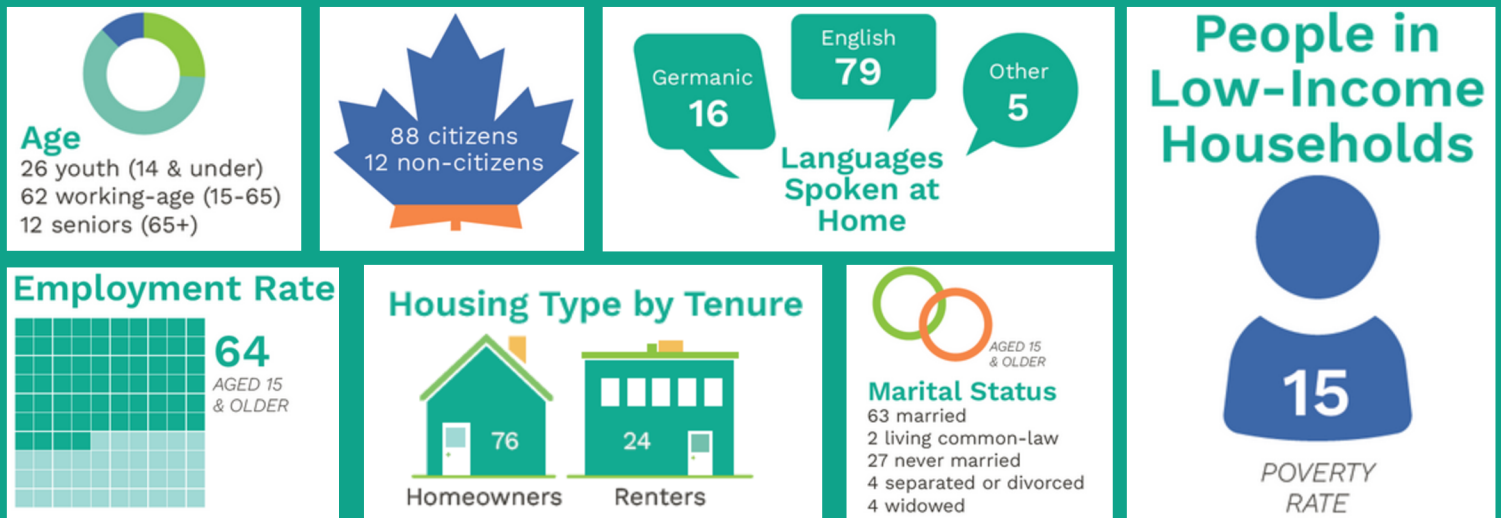 Age
26 youth (14 & under)
62 working-age (15-65)
12 seniors (65+)
88 citizens
12 non-citizens
Germanic
16
English
79
Other
5
Languages
Spoken at
Home
People in
Low-Income
Households
15
POVERTY
RATE
Employment Rate
64
AGED 15
& OLDER
Housing Type by Tenure
76
24
Homeowners
Renters
AGED 15
& OLDER
Marital Status
63 married
2 living common-law
27 never married
4 separated or divorced
4 widowed